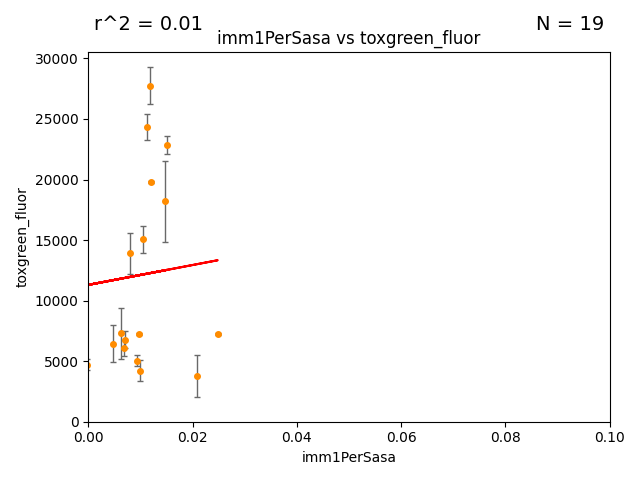 r^2 = 0.01
N = 19
imm1PerSasa vs toxgreen_fluor
30000
25000
20000
15000
10000
5000
0
toxgreen_fluor
0.00 0.02 0.04 0.06 0.08 0.10
imm1PerSasa